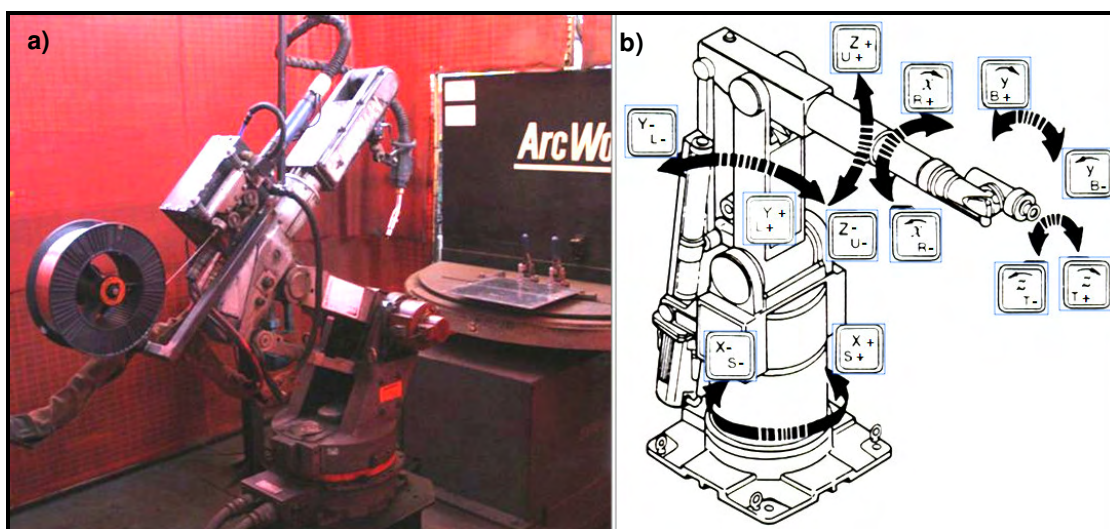 a)
ArcWo
b)
Z +
U +
x
R +
y
B +
Y -
L -
y
B -
Y +
L +
Z -
U -
x
R -
z
T -
z
T +
X -
S -
X +
S +